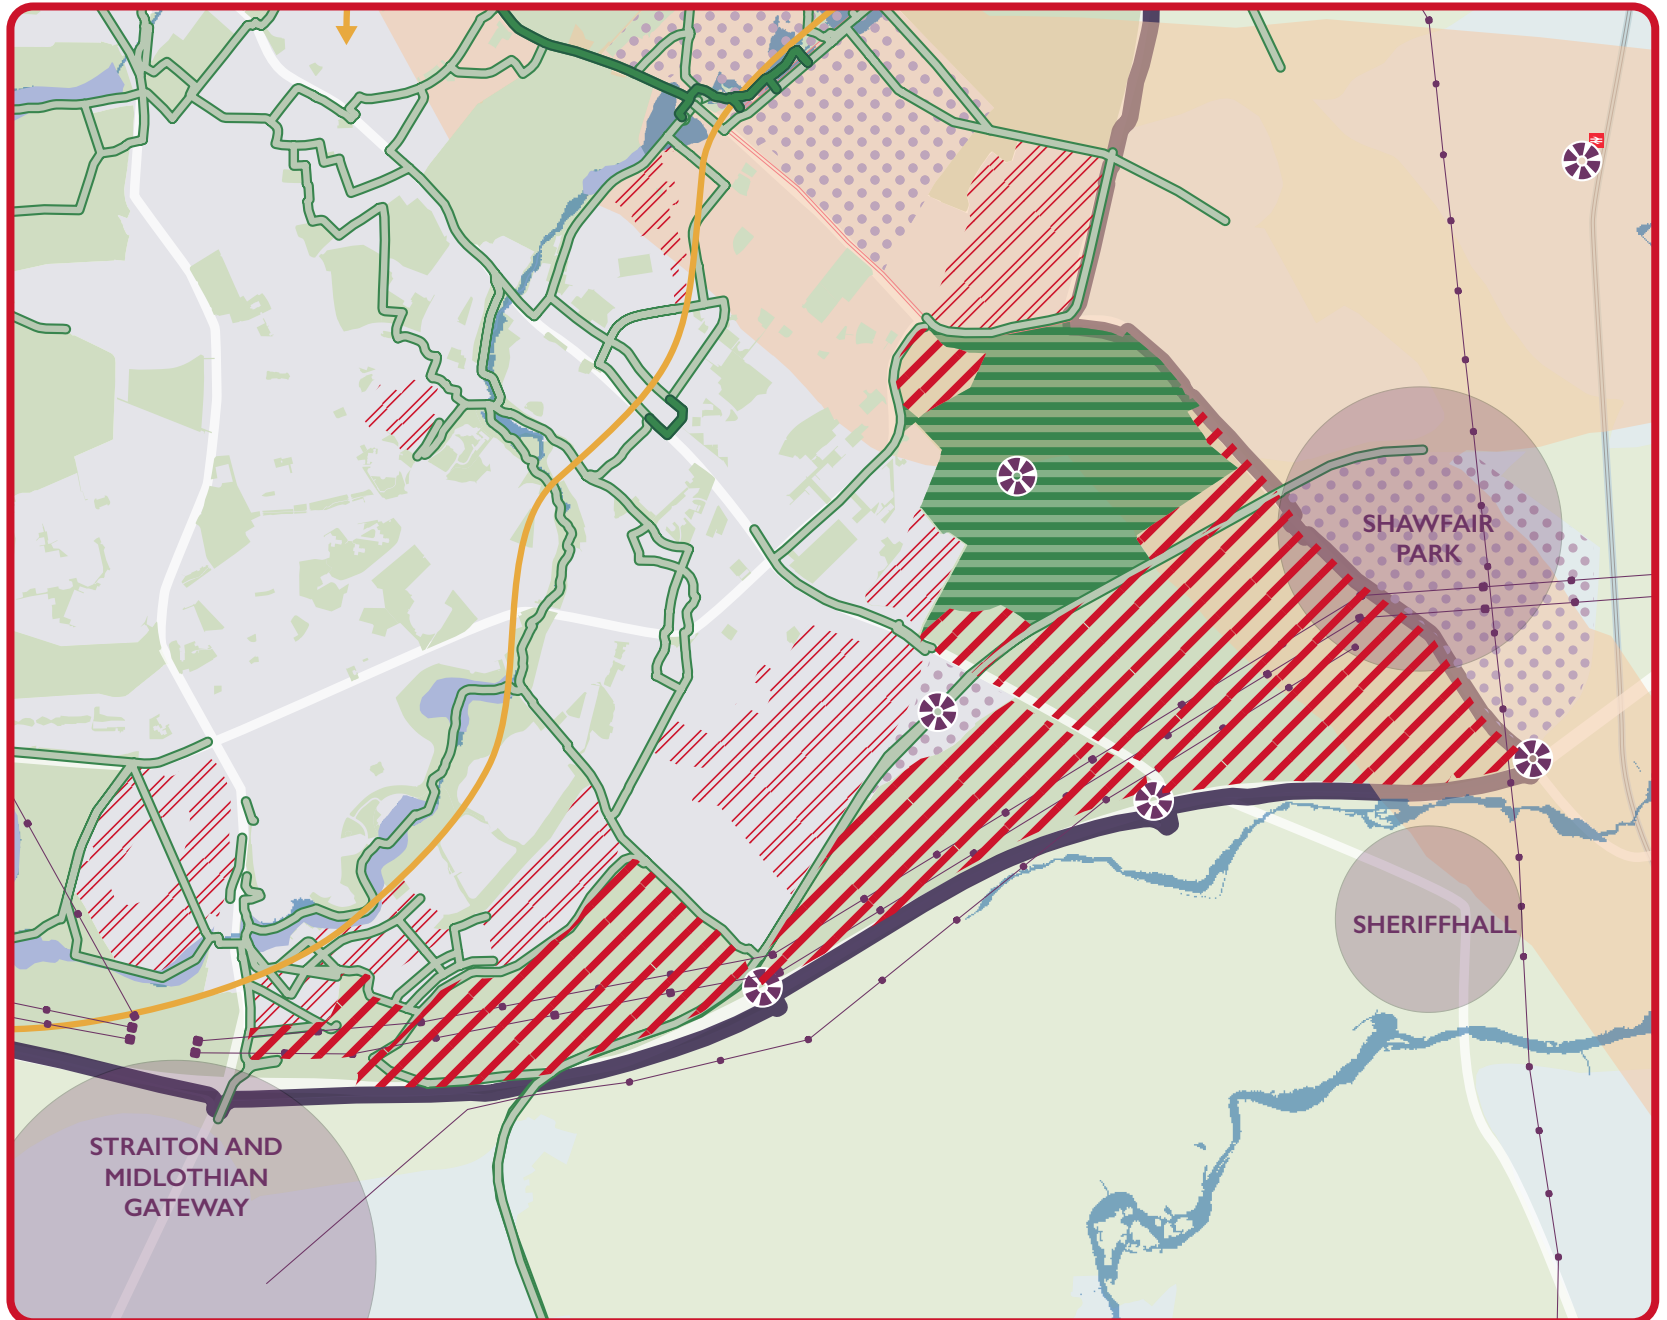 SHAWFAIR
PARK
SHERIFFHALL
STRAITON AND
MIDLOTHIAN
GATEWAY